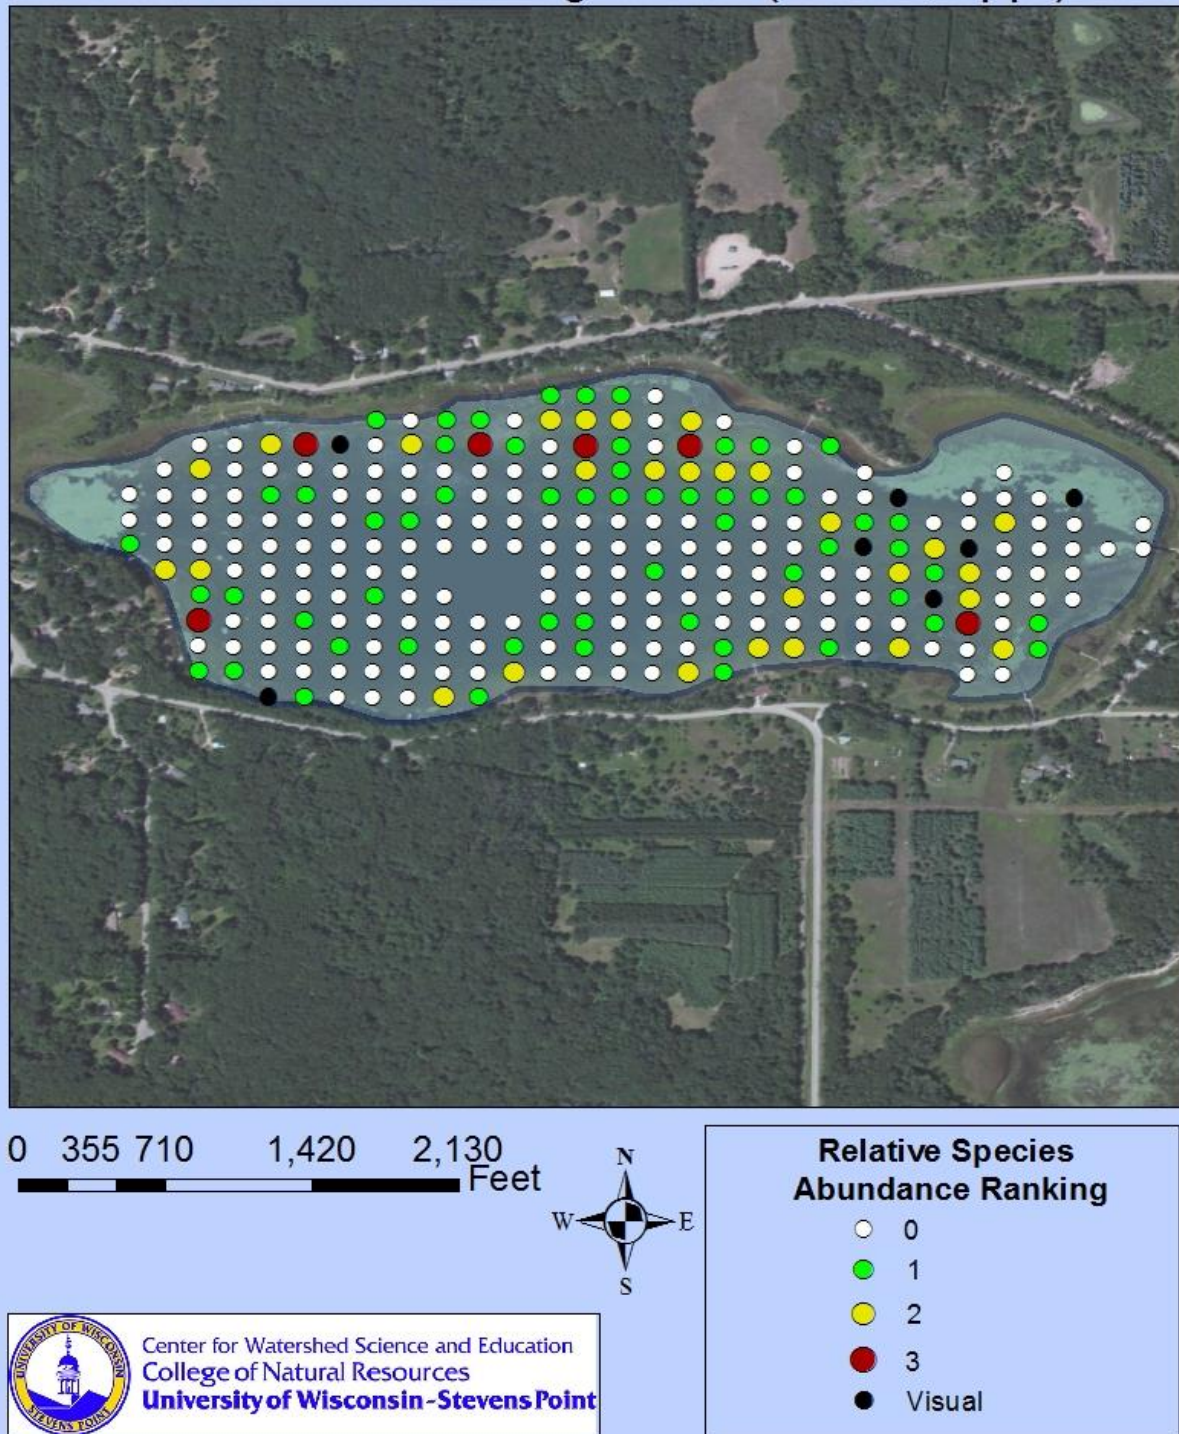 0 355 710 1,420 2,130
Feet
N
W E
S
Relative Species
Abundance Ranking
0
1
2
3
Visual
UNIVERSITY OF WISCONSIN
STEVENS POINT
Center for Watershed Science and Education
College of Natural Resources
University of Wisconsin - Stevens Point